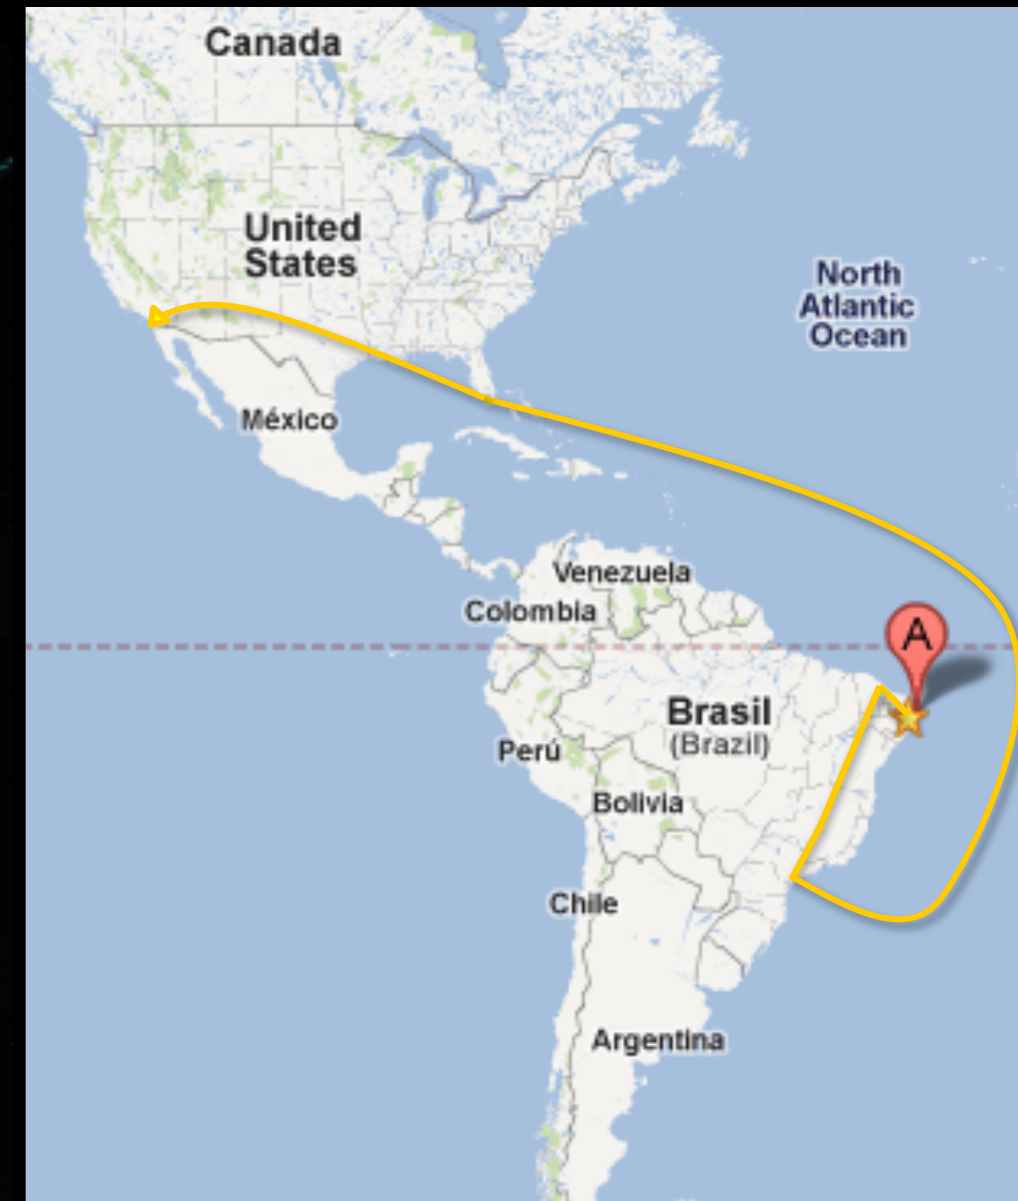 Canada
United
States
North
Atlantic
Ocean
México
Venezuela
Colombia
A
Brasil
(Brazil)
Perú
Bolivia
Chile
Argentina